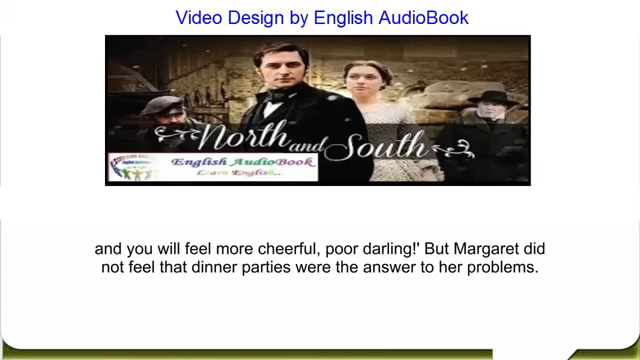 Video Design by English AudioBook
North and South
English AudioBook
Learn English...
and you will feel more cheerful, poor darling!' But Margaret did
not feel that dinner parties were the answer to her problems.